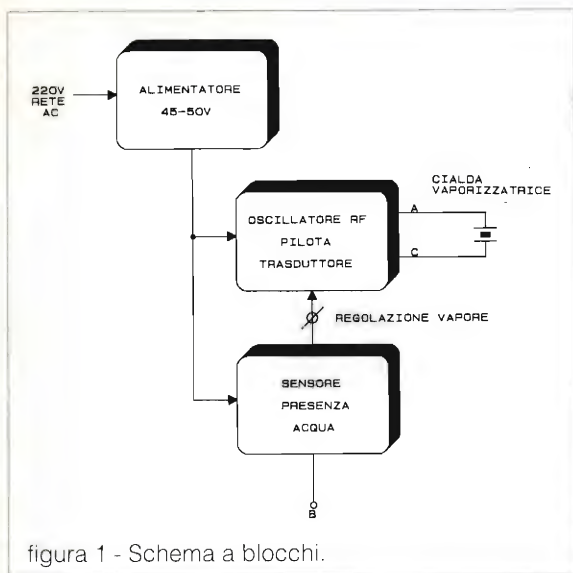 220V
RETE
AC
ALIMENTATORE
45-50V
CIALDA
VAPORIZZATRICE
OSCILLATORE RF
PILOTA
TRASDUTTORE
A
C
REGOLAZIONE VAPORE
SENSORE
PRESENZA
ACQUA
B
figura 1 - Schema a blocchi.